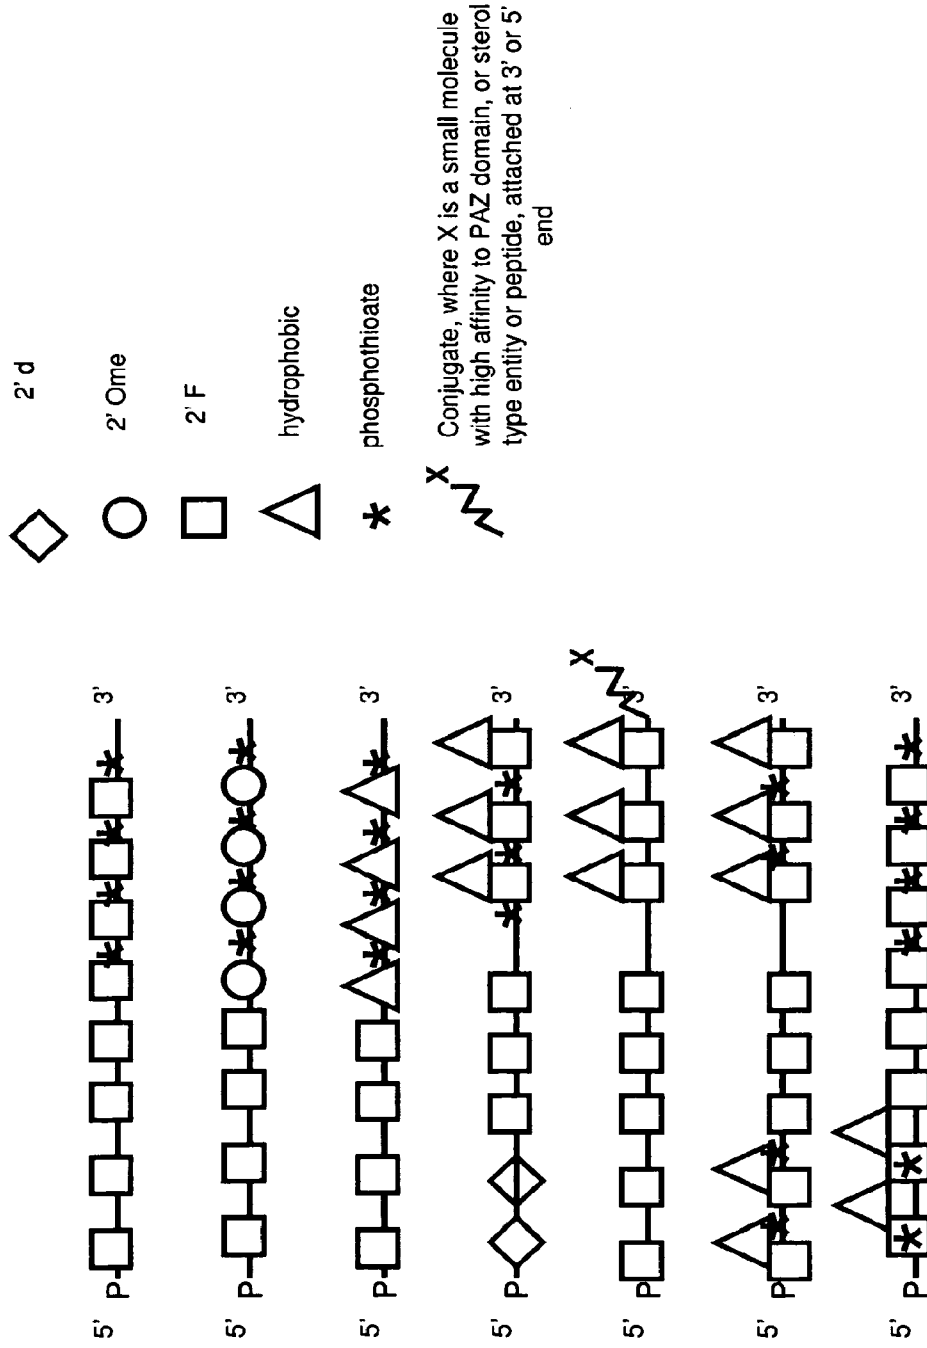 2' d
2' Ome
2' F
hydrophobic
phosphothioate
X
Conjugate, where X is a small molecule
with high affinity to PAZ domain, or sterol
type entity or peptide, attached at 3' or 5'
end
5' P 3'
5' P 3'
5' P 3'
5' P 3'
5' P 3' X
5' P 3'
5' P 3'